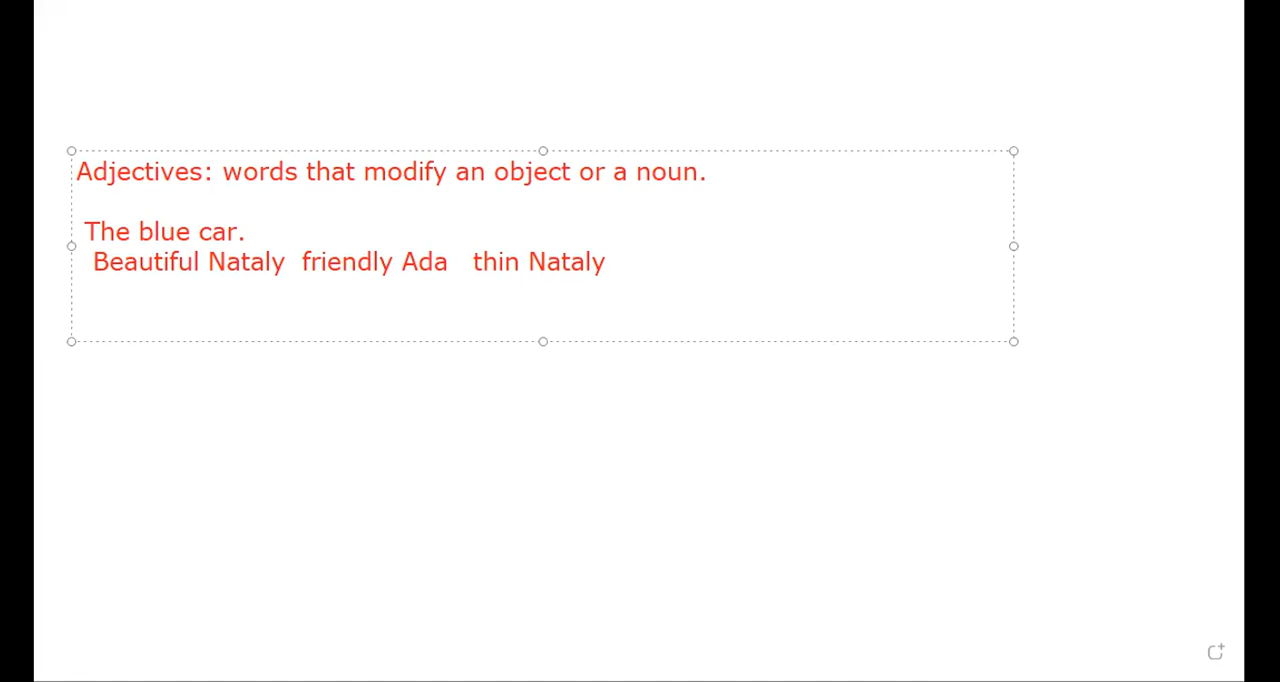 Adjectives: words that modify an object or a noun.
The blue car.
Beautiful Nataly friendly Ada thin Nataly